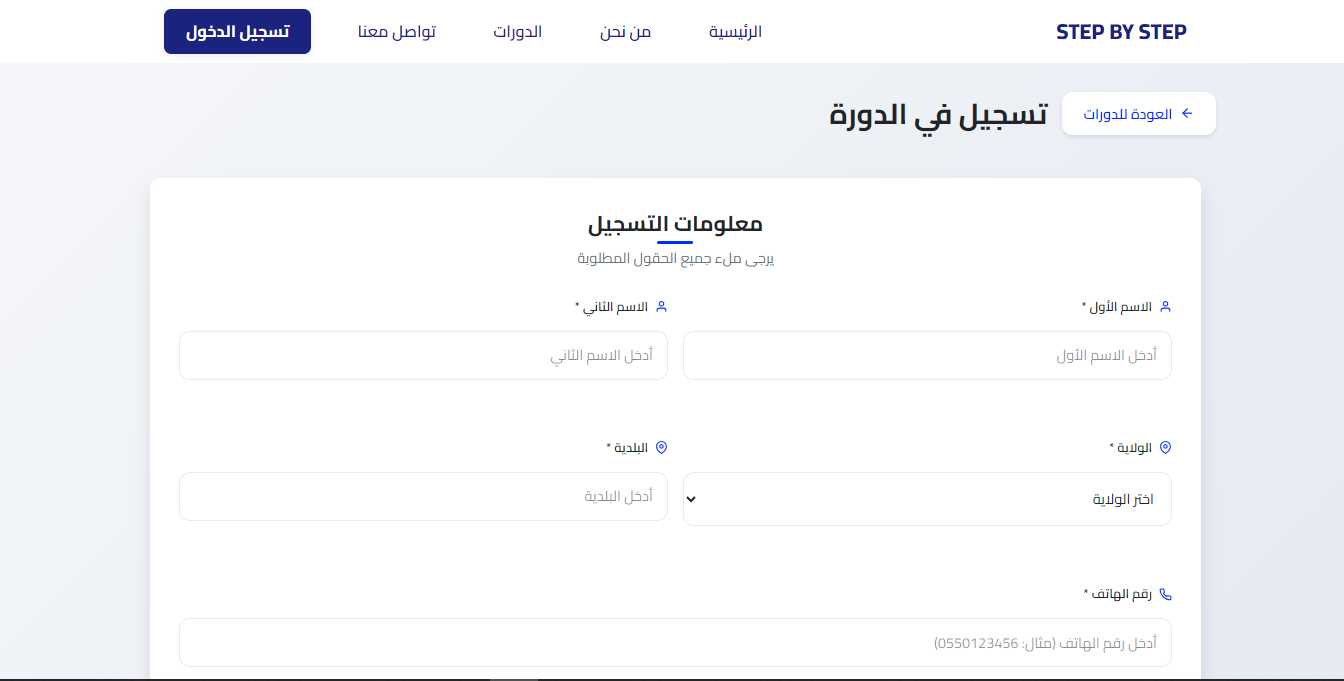 STEP BY STEP
الرئيسية
من نحن
الدورات
تواصل معنا
تسجيل الدخول
العودة للدورات
تسجيل في الدورة
معلومات التسجيل
يرجى ملء جميع الحقول المطلوبة
الاسم الأول *
الاسم الثاني *
أدخل الاسم الأول
أدخل الاسم الثاني
الولاية *
البلدية *
اختر الولاية
أدخل البلدية
رقم الهاتف *
أدخل رقم الهاتف (مثال: 0550123456)